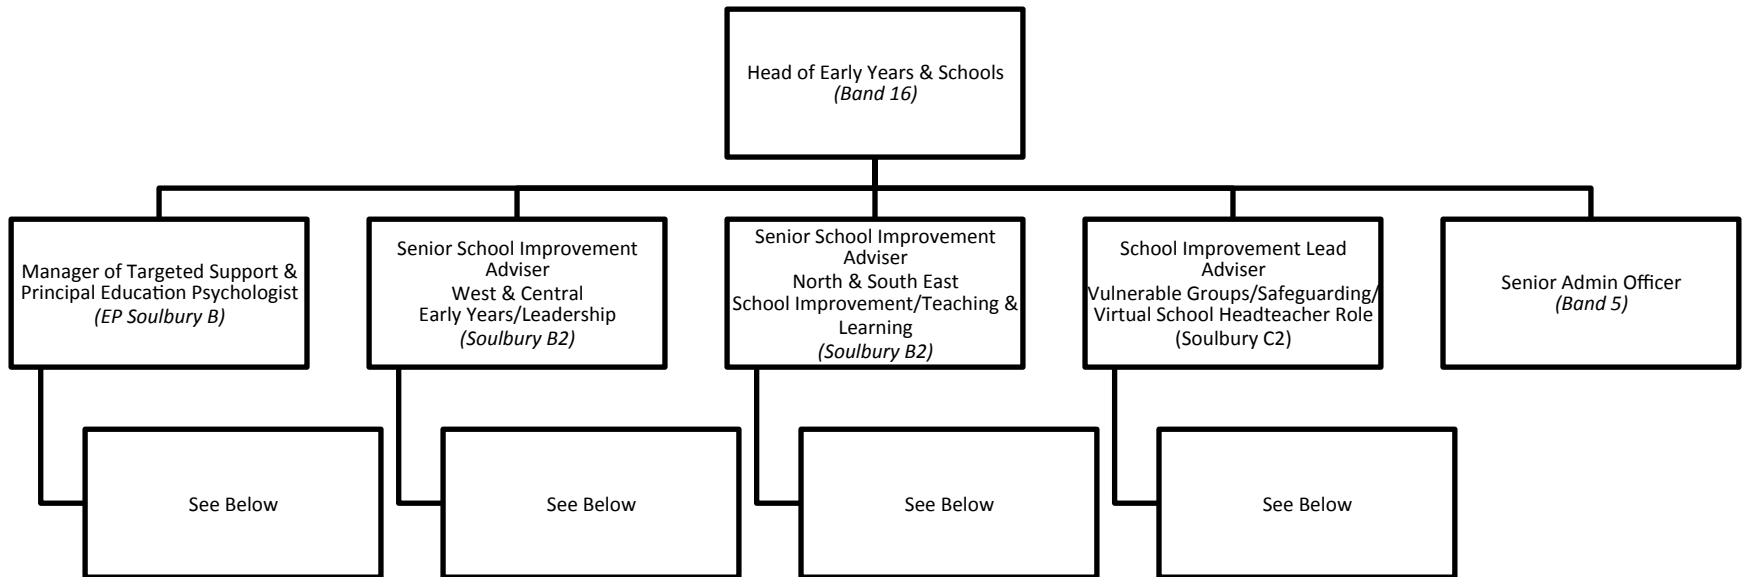 Head of Early Years & Schools
(Band 16)
Manager of Targeted Support &
Principal Education Psychologist
(EP Soulbury B)
Senior School Improvement
Adviser
West & Central
Early Years/Leadership
(Soulbury B2)
Senior School Improvement
Adviser
North & South East
School Improvement/Teaching &
Learning
(Soulbury B2)
School Improvement Lead
Adviser
Vulnerable Groups/Safeguarding/
Virtual School Headteacher Role
(Soulbury C2)
Senior Admin Officer
(Band 5)
See Below
See Below
See Below
See Below